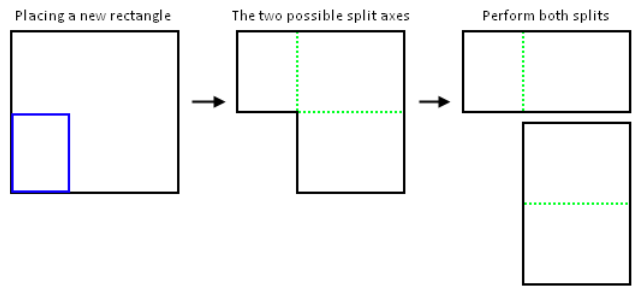 Placing a new rectangle
The two possible split axes
Perform both splits